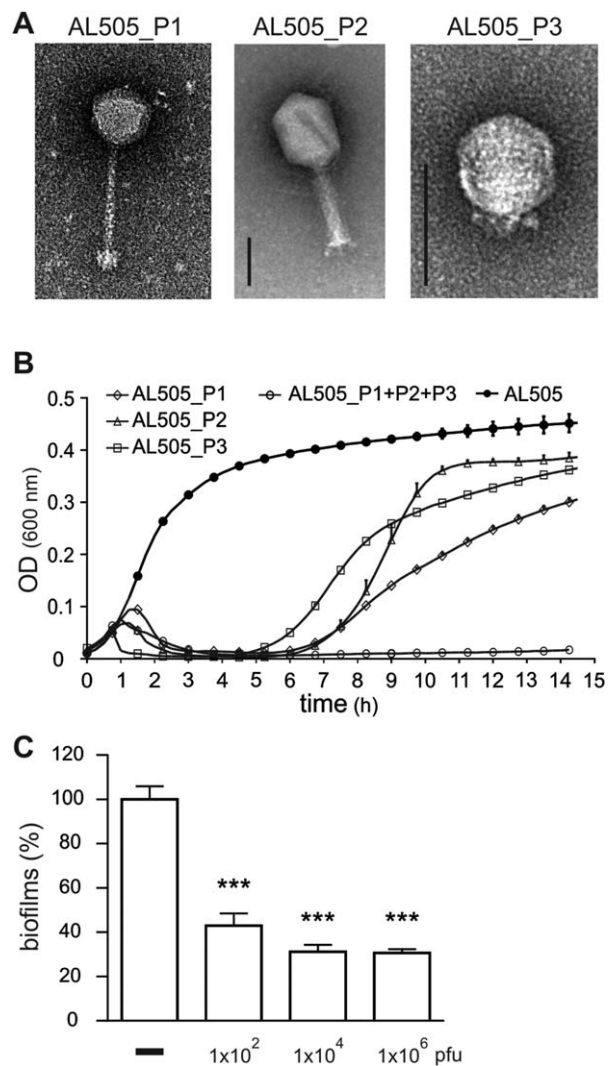 A
AL505_P1 AL505_P2 AL505_P3
B
AL505_P1 AL505_P1+P2+P3 AL505
AL505_P2
AL505_P3
0.5
0.4
0.3
0.2
0.1
0
OD (600 nm)
0 1 2 3 4 5 6 7 8 9 10 11 12 13 14 15
time (h)
C
120
100
80
60
40
20
0
biofilms (%)
*** *** ***
1x10² 1x10⁴ 1x10⁶ pfu